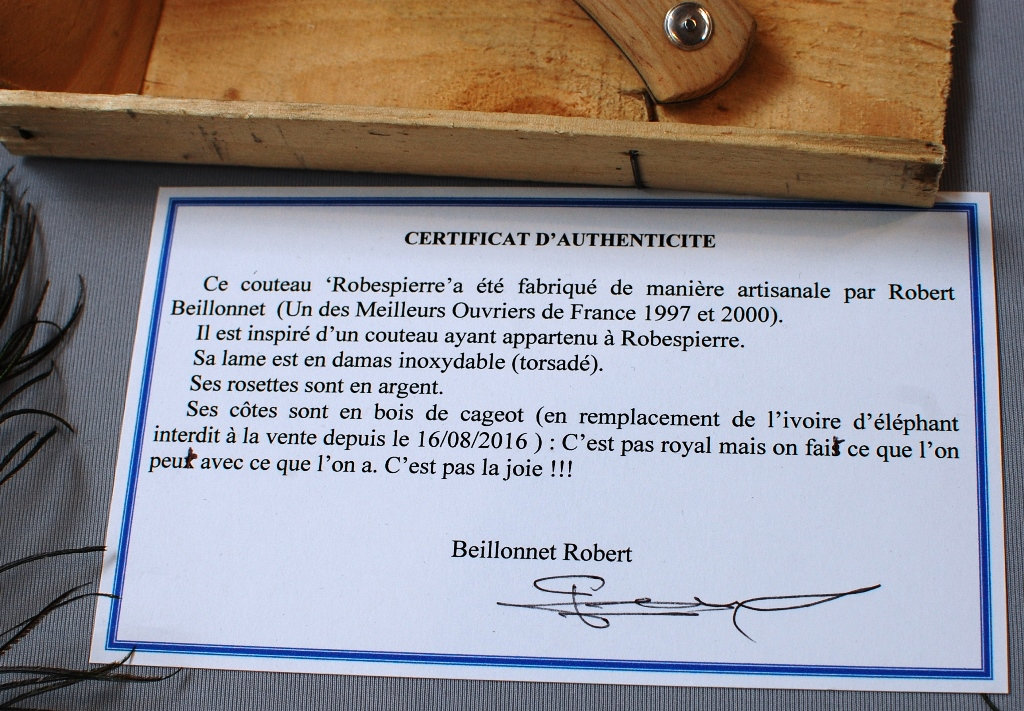 CERTIFICAT D'AUTHENTICITE
Ce couteau ‘Robespierre’a été fabriqué de manière artisanale par Robert
Beillonnet (Un des Meilleurs Ouvriers de France 1997 et 2000).
Il est inspiré d’un couteau ayant appartenu à Robespierre.
Sa lame est en damas inoxydable (torsadé).
Ses rosettes sont en argent.
Ses côtes sont en bois de cageot (en remplacement de l’ivoire d’éléphant
interdit à la vente depuis le 16/08/2016 ) : C’est pas royal mais on fait ce que l’on
peut avec ce que l’on a. C’est pas la joie !!!
Beillonnet Robert